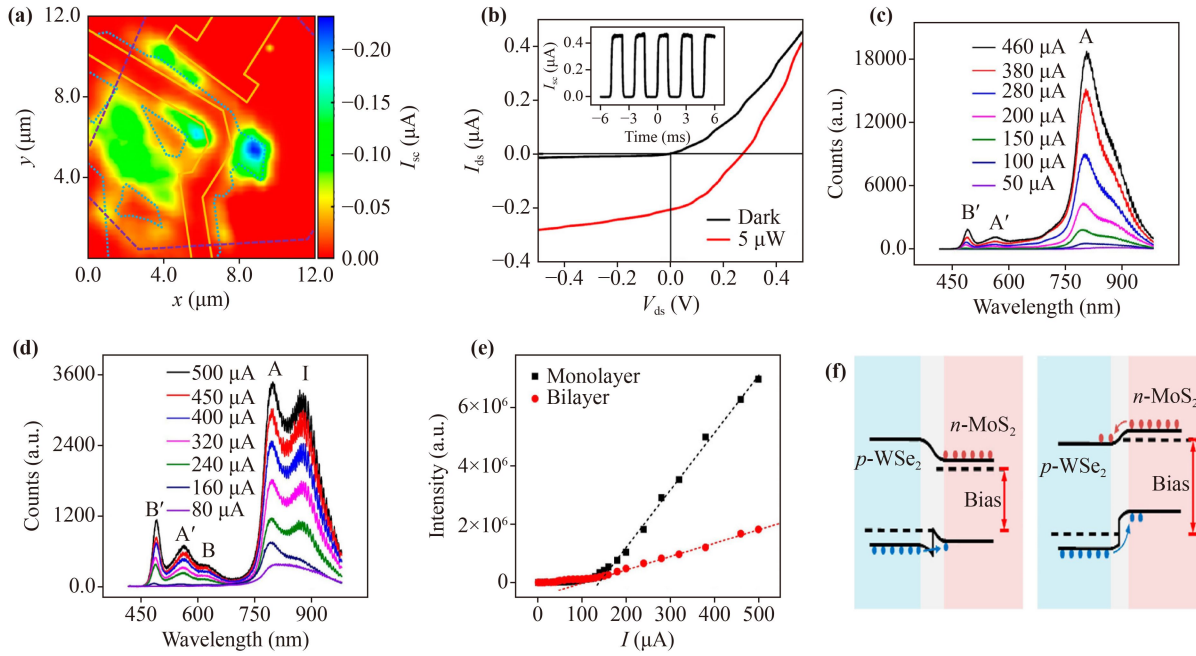 (a)
12.0
8.0
4.0
0.0
4.0
8.0
12.0
y (μm)
x (μm)
−0.20
−0.15
−0.10
−0.05
0.00
Isc (μA)
(b)
0.4
0.2
0.0
−0.2
−0.4
Ids (μA)
−0.4
−0.2
0.0
0.2
0.4
Vds (V)
0.4
0.2
0.0
Isc (μA)
−6
−3
0
3
6
Time (ms)
Dark
5 μW
(c)
460 μA
380 μA
280 μA
200 μA
150 μA
100 μA
50 μA
A
B′
A′
18000
12000
6000
0.0
Counts (a.u.)
450
600
750
900
Wavelength (nm)
(d)
500 μA
450 μA
400 μA
320 μA
240 μA
160 μA
80 μA
A
I
B′
A′
B
3600
2400
1200
0.0
Counts (a.u.)
450
600
750
900
Wavelength (nm)
(e)
Monolayer
Bilayer
6×10⁶
4×10⁶
2×10⁶
0
Intensity (a.u.)
0
100
200
300
400
500
I (μA)
(f)
n-MoS₂
p-WSe₂
Bias
n-MoS₂
p-WSe₂
Bias